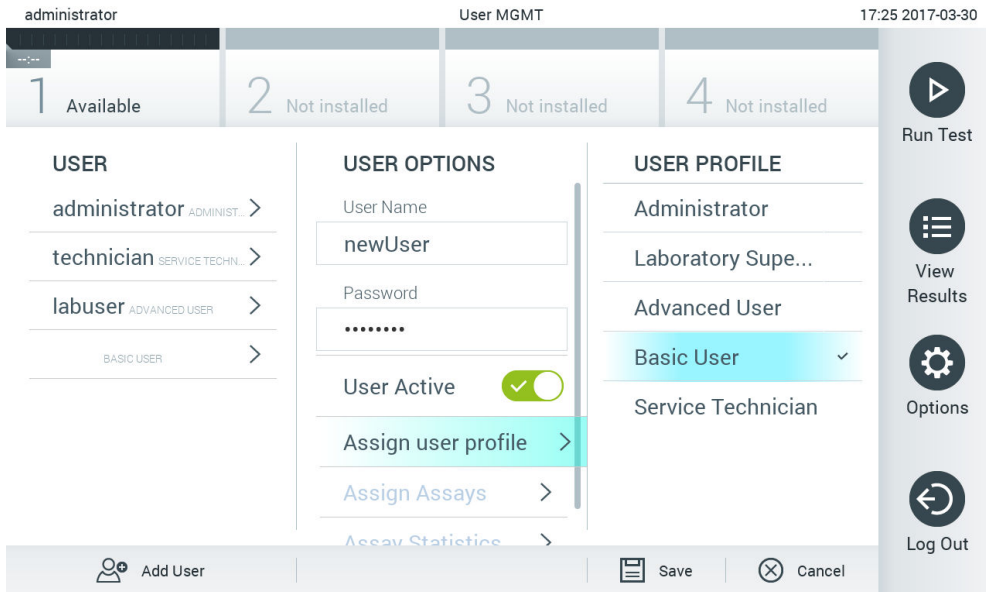 administrator User MGMT 17:25 2017-03-30
--:--
1 Available
2 Not installed
3 Not installed
4 Not installed
Run Test
View
Results
Options
Log Out
USER
administrator ADMINIST...
technician SERVICE TECHN...
labuser ADVANCED USER
BASIC USER
USER OPTIONS
User Name
newUser
Password
••••••••
User Active
Assign user profile
Assign Assays
Assay Statistics
USER PROFILE
Administrator
Laboratory Supe...
Advanced User
Basic User
Service Technician
Add User
Save
Cancel